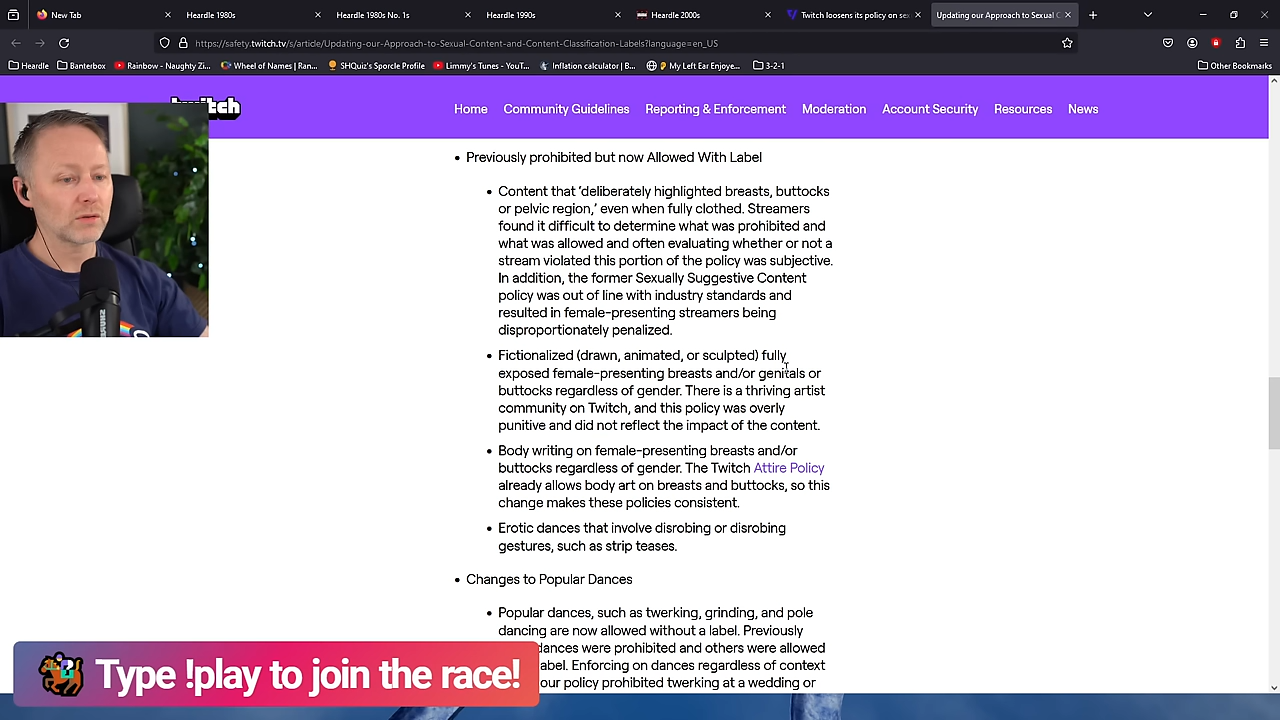 New Tab
Heardle 1980s
Heardle 1980s No. 1s
Heardle 1990s
Heardle 2000s
Twitch loosens its policy on se
Updating our Approach to Sexual C
https://safety.twitch.tv/s/article/Updating-our-Approach-to-Sexual-Content-and-Content-Classification-Labels?language=en_US
Heardle
Banterbox
Rainbow - Naughty Zi...
Wheel of Names | Ran...
SHQuiz's Sporcle Profile
Limmy's Tunes - YouT...
Inflation calculator | B...
My Left Ear Enjoye...
3-2-1
Other Bookmarks
twitch
Home
Community Guidelines
Reporting & Enforcement
Moderation
Account Security
Resources
News
• Previously prohibited but now Allowed With Label
• Content that ‘deliberately highlighted breasts, buttocks
or pelvic region,’ even when fully clothed. Streamers
found it difficult to determine what was prohibited and
what was allowed and often evaluating whether or not a
stream violated this portion of the policy was subjective.
In addition, the former Sexually Suggestive Content
policy was out of line with industry standards and
resulted in female-presenting streamers being
disproportionately penalized.
• Fictionalized (drawn, animated, or sculpted) fully
exposed female-presenting breasts and/or genitals or
buttocks regardless of gender. There is a thriving artist
community on Twitch, and this policy was overly
punitive and did not reflect the impact of the content.
• Body writing on female-presenting breasts and/or
buttocks regardless of gender. The Twitch Attire Policy
already allows body art on breasts and buttocks, so this
change makes these policies consistent.
• Erotic dances that involve disrobing or disrobing
gestures, such as strip teases.
• Changes to Popular Dances
• Popular dances, such as twerking, grinding, and pole
dancing are now allowed without a label. Previously
dances were prohibited and others were allowed
label. Enforcing on dances regardless of context
our policy prohibited twerking at a wedding or
Type !play to join the race!